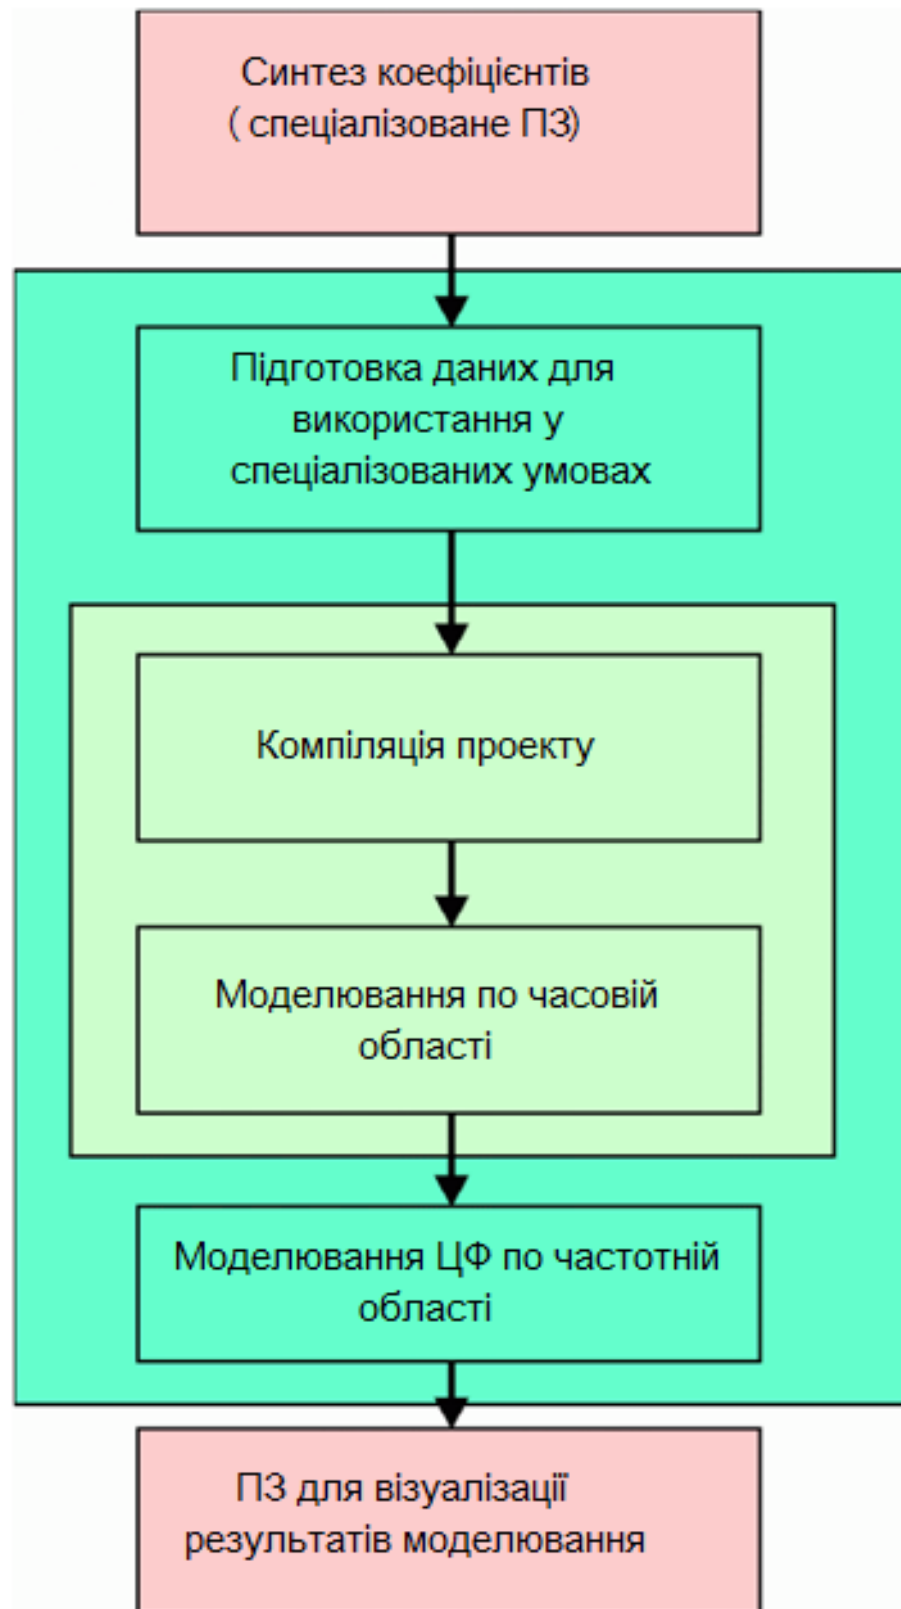 Синтез коефіцієнтів
( спеціалізоване ПЗ)
Підготовка даних для
використання у
спеціалізованих умовах
Компіляція проекту
Моделювання по часовій
області
Моделювання ЦФ по частотній
області
ПЗ для візуалізації
результатів моделювання